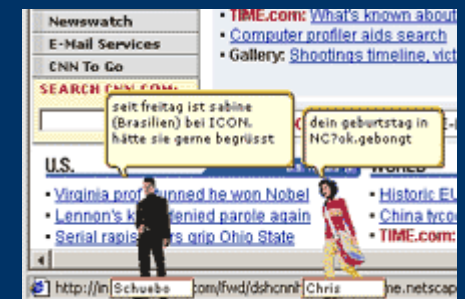 Newswatch
E-Mail Services
CNN To Go
SEARCH CNN.COM:
• TIME.com: What's known about
• Computer profiler aids search
• Gallery: Shootings timeline, vict
seit freitag ist sabine
(Brasilien) bei ICON.
hätte sie gerne begrüsst
dein geburtstag in
NC?ok.gebongt
U.S.
• Virginia prof unned he won Nobel
• Lennon's k denied parole again
• Serial rapis rs grip Ohio State
WORLD
• Historic EU
• China tyco
• TIME.com:
http://in
Schuebo
com/fwd/dshcnnh
Chris
me.netscap